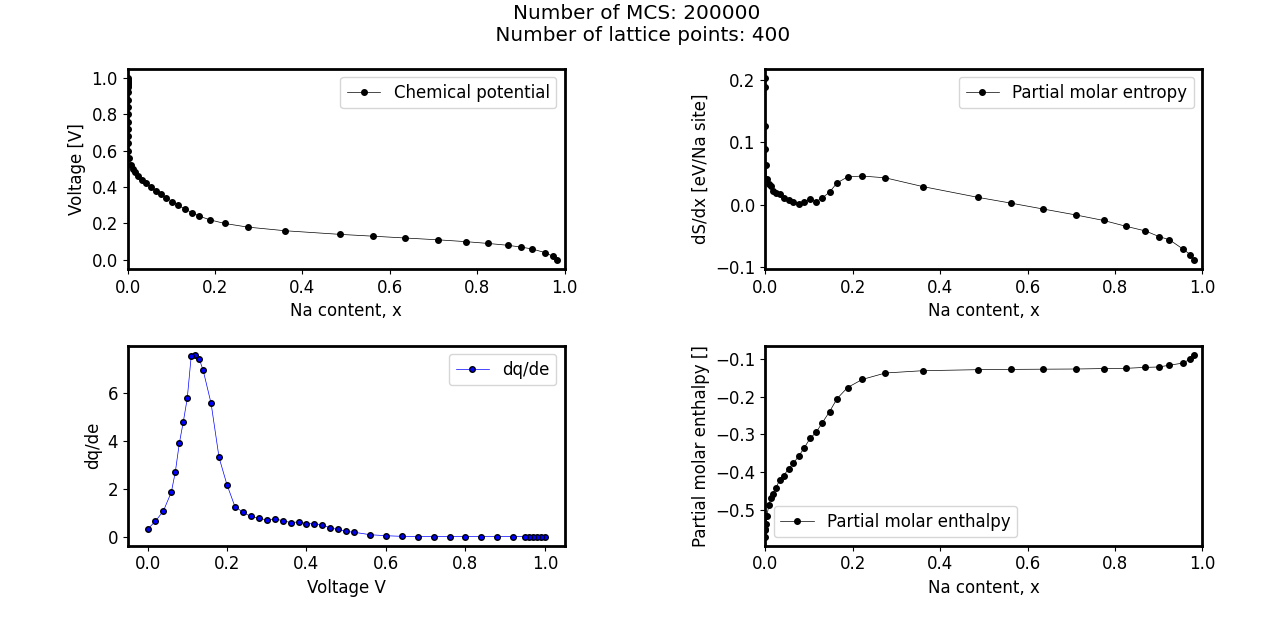 Number of MCS: 200000
Number of lattice points: 400
1.0
0.8
0.6
0.4
0.2
0.0
Voltage [V]
Chemical potential
0.0 0.2 0.4 0.6 0.8 1.0
Na content, x
0.2
0.1
0.0
−0.1
dS/dx [eV/Na site]
Partial molar entropy
0.0 0.2 0.4 0.6 0.8 1.0
Na content, x
6
4
2
0
dq/de
dq/de
0.0 0.2 0.4 0.6 0.8 1.0
Voltage V
−0.1
−0.2
−0.3
−0.4
−0.5
Partial molar enthalpy []
Partial molar enthalpy
0.0 0.2 0.4 0.6 0.8 1.0
Na content, x